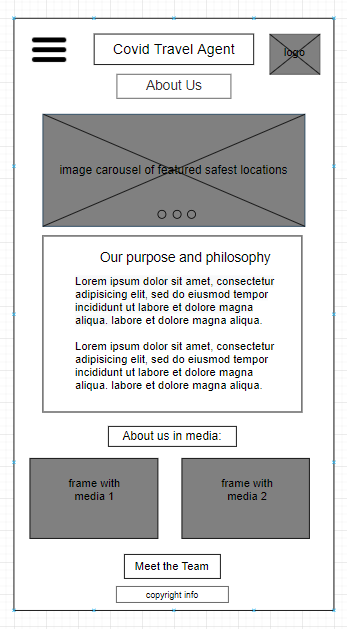 Covid Travel Agent
logo
About Us
image carousel of featured safest locations
Our purpose and philosophy
Lorem ipsum dolor sit amet, consectetur
adipisicing elit, sed do eiusmod tempor
incididunt ut labore et dolore magna
aliqua. labore et dolore magna aliqua.
Lorem ipsum dolor sit amet, consectetur
adipisicing elit, sed do eiusmod tempor
incididunt ut labore et dolore magna
aliqua. labore et dolore magna aliqua.
About us in media:
frame with
media 1
frame with
media 2
Meet the Team
copyright info